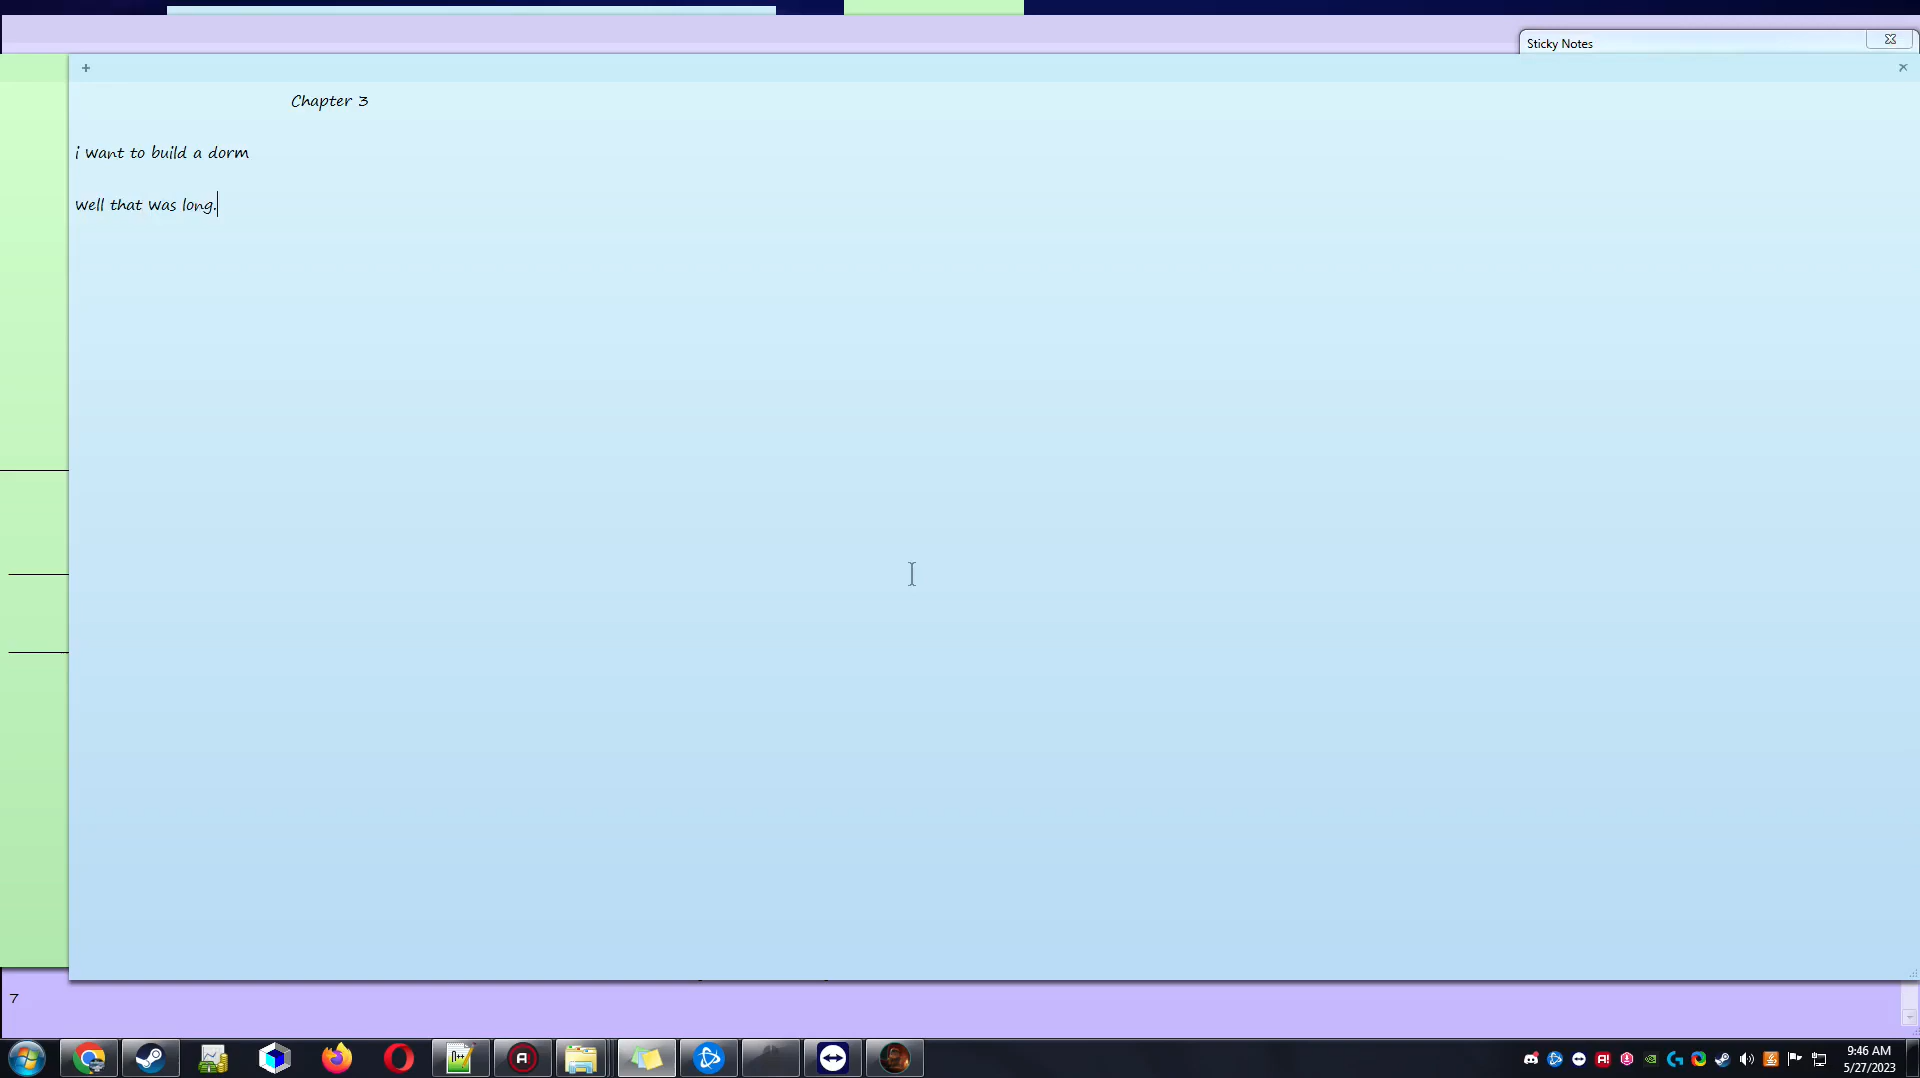 Sticky Notes
Chapter 3
i want to build a dorm
well that was long.
7
9:46 AM
5/27/2023